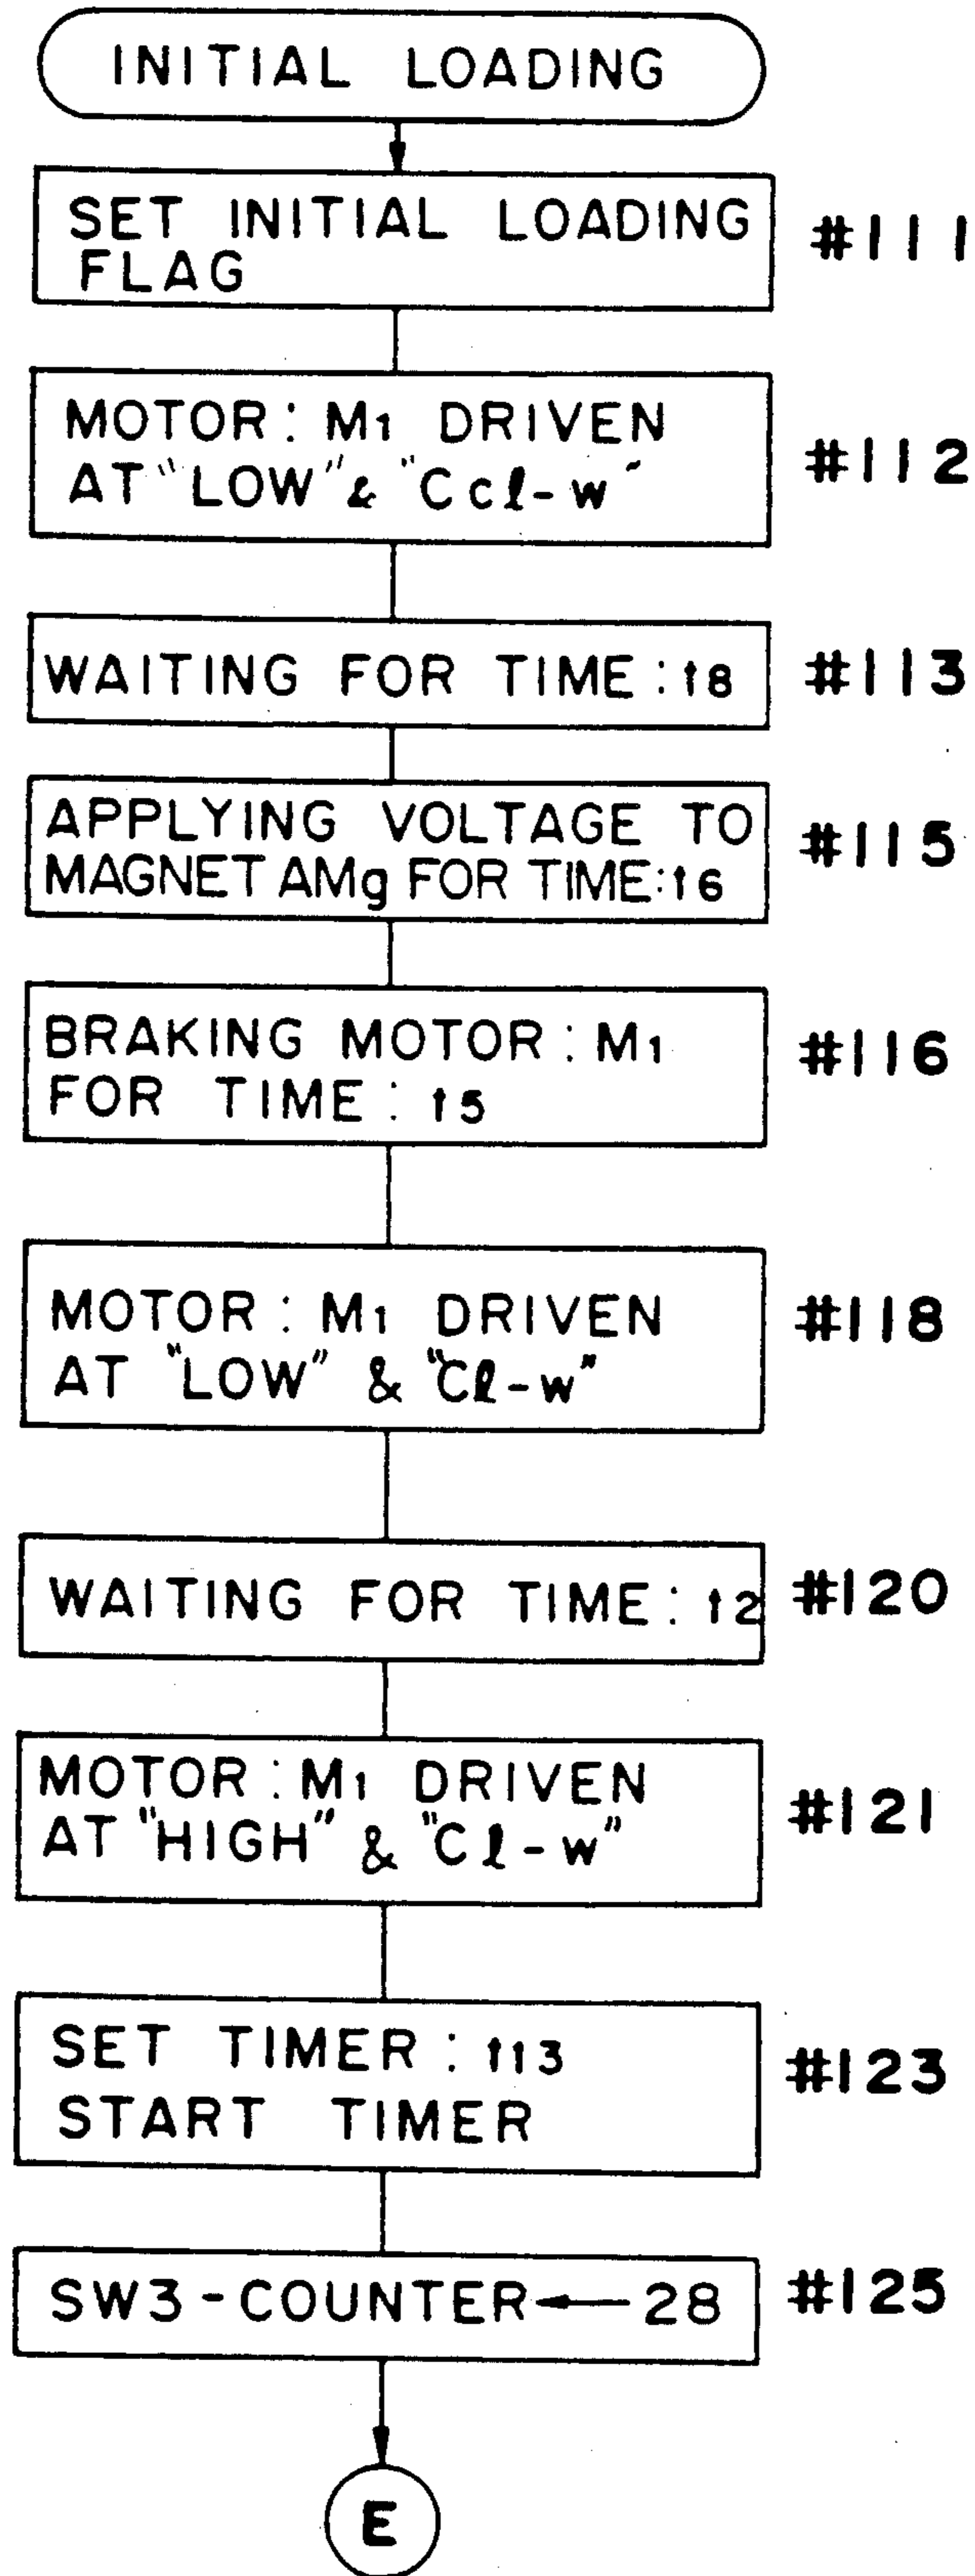 INITIAL LOADING
SET INITIAL LOADING
FLAG
#111
MOTOR: M1 DRIVEN
AT "LOW" & "Ccl-w"
#112
WAITING FOR TIME: t8
#113
APPLYING VOLTAGE TO
MAGNET AMg FOR TIME: t6
#115
BRAKING MOTOR: M1
FOR TIME: t5
#116
MOTOR: M1 DRIVEN
AT "LOW" & "Cl-w"
#118
WAITING FOR TIME: t2
#120
MOTOR: M1 DRIVEN
AT "HIGH" & "Cl-w"
#121
SET TIMER: t13
START TIMER
#123
SW3-COUNTER ← 28
#125
E